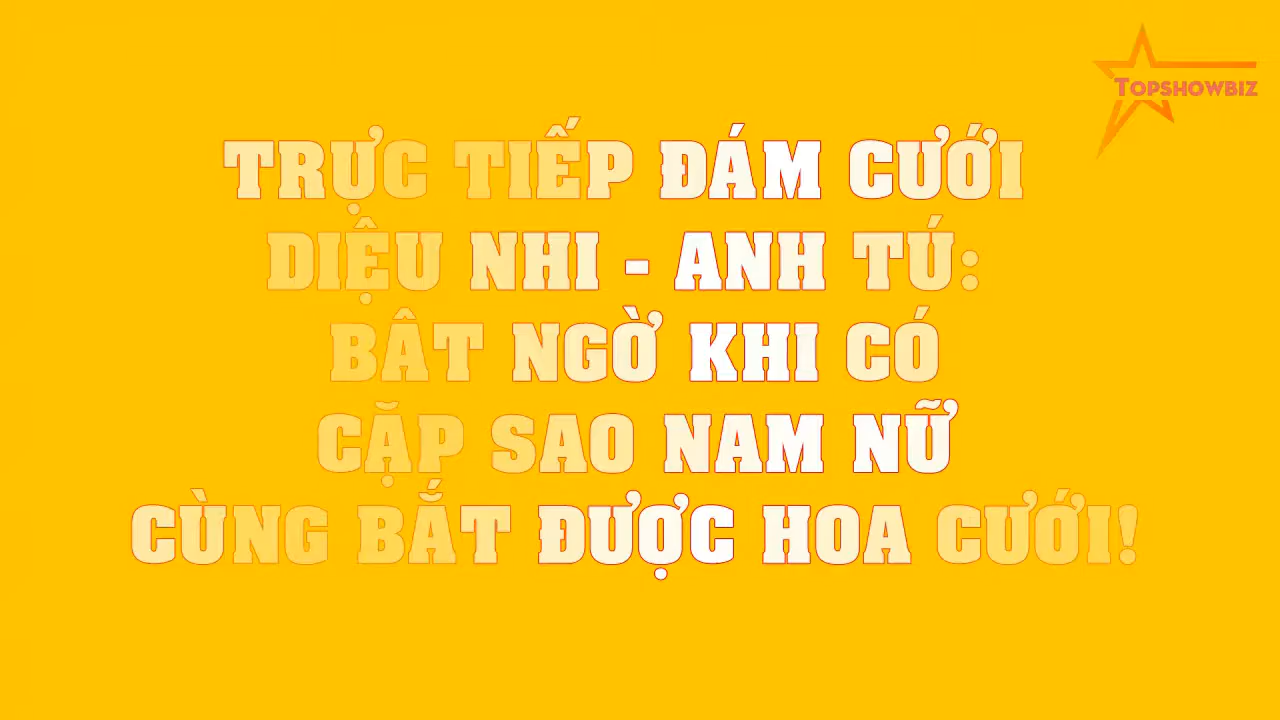 TOPSHOWBIZ
TRỰC TIẾP ĐÁM CƯỚI
DIỆU NHI - ANH TÚ:
BÂT NGỜ KHI CÓ
CẶP SAO NAM NỮ
CÙNG BẮT ĐƯỢC HOA CƯỚI!